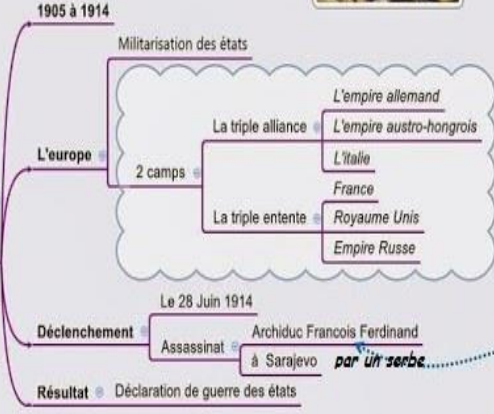 1905 à 1914
Militarisation des états
L'europe
2 camps
La triple alliance
L'empire allemand
L'empire austro-hongrois
L'italie
La triple entente
France
Royaume Unis
Empire Russe
Déclenchement
Le 28 Juin 1914
Assassinat
Archiduc Francois Ferdinand
à Sarajevo
par un serbe
Résultat
Déclaration de guerre des états